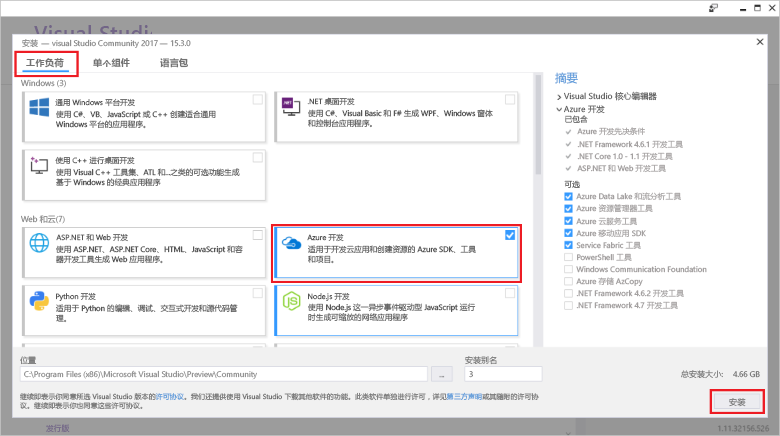 Visual Studio
安装 — visual Studio Community 2017 — 15.3.0
工作负荷 单个组件 语言包
Windows (3)
通用 Windows 平台开发
使用 C#、VB、JavaScript 或 C++ 创建适合通用
Windows 平台的应用程序。
.NET 桌面开发
使用 C#、Visual Basic 和 F# 生成 WPF、Windows 窗体
和控制台应用程序。
使用 C++ 进行桌面开发
使用 Visual C++ 工具集、ATL 和...之类的可选功能生成
基于 Windows 的经典应用程序
Web 和云(7)
ASP.NET 和 Web 开发
使用 ASP.NET、ASP.NET Core、HTML、JavaScript 和容
器开发工具生成 Web 应用程序。
Azure 开发
适用于开发云应用和创建资源的 Azure SDK、工具
和项目。
Python 开发
适用于 Python 的编辑、调试、交互式开发和源代码管
理。
Node.js 开发
使用 Node.js 这一异步事件驱动型 JavaScript 运行
时生成可缩放的网络应用程序
摘要
Visual Studio 核心编辑器
Azure 开发
已包含
Azure 开发先决条件
.NET Framework 4.6.1 开发工具
.NET Core 1.0 - 1.1 开发工具
ASP.NET 和 Web 开发工具
可选
Azure Data Lake 和流分析工具
Azure 资源管理器工具
Azure 云服务工具
Azure 移动应用 SDK
Service Fabric 工具
PowerShell 工具
Windows Communication Foundation
Azure 存储 AzCopy
.NET Framework 4.6.2 开发工具
.NET Framework 4.7 开发工具
位置
C:\Program Files (x86)\Microsoft Visual Studio\Preview\Community
...
安装别名
3
总安装大小: 4.66 GB
继续即表示你同意所选 Visual Studio 版本的许可协议。我们还提供使用 Visual Studio 下载其他软件的功能。此类软件单独进行许可，详见第三方声明或其随附的许可协
议。继续即表示你也同意这些许可协议。
安装
发行版
1.11.32156.526